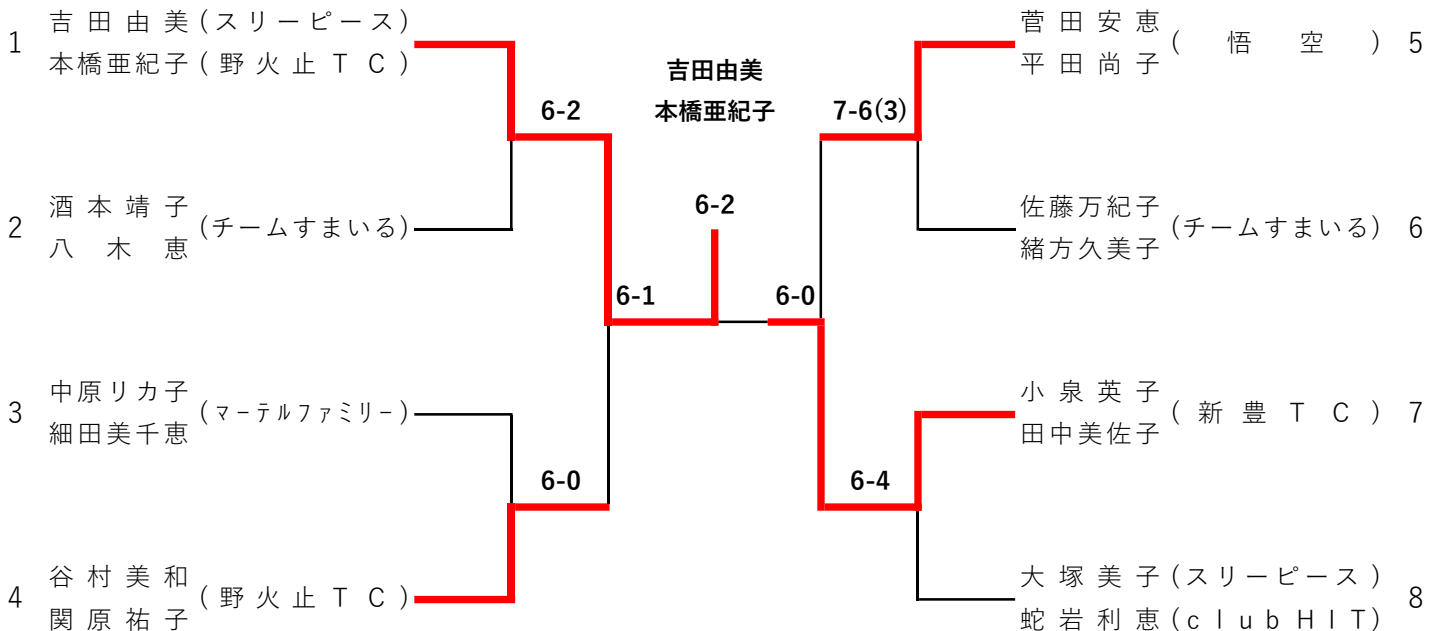 1 吉田由美(スリーピース)
本橋亜紀子(野火止TC)
2 酒本靖子(チームすまいる)
八木恵
3 中原リカ子(マーテルファミリー)
細田美千恵
4 谷村美和(野火止TC)
関原祐子
6-2
6-0
6-1
吉田由美
本橋亜紀子
6-2
6-0
7-6(3)
6-4
菅田安恵(悟空) 5
平田尚子
佐藤万紀子(チームすまいる) 6
緒方久美子
小泉英子(新豊TC) 7
田中美佐子
大塚美子(スリーピース) 8
蛇岩利恵(clubHIT)